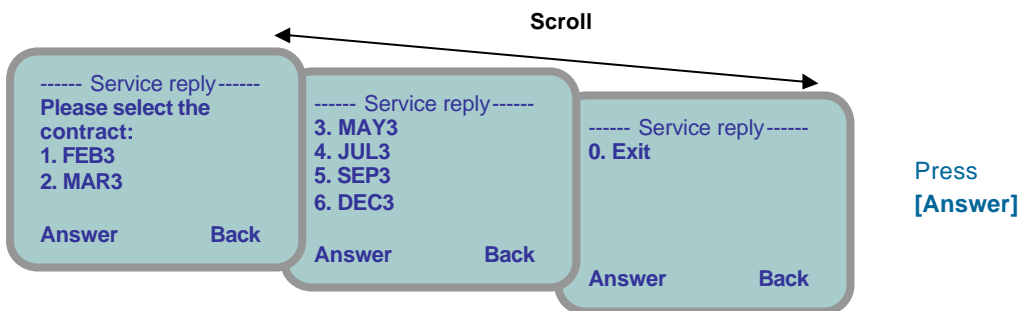 Scroll
------ Service reply------
Please select the
contract:
1. FEB3
2. MAR3
Answer Back
------ Service reply------
3. MAY3
4. JUL3
5. SEP3
6. DEC3
Answer Back
------ Service reply------
0. Exit
Answer Back
Press
[Answer]